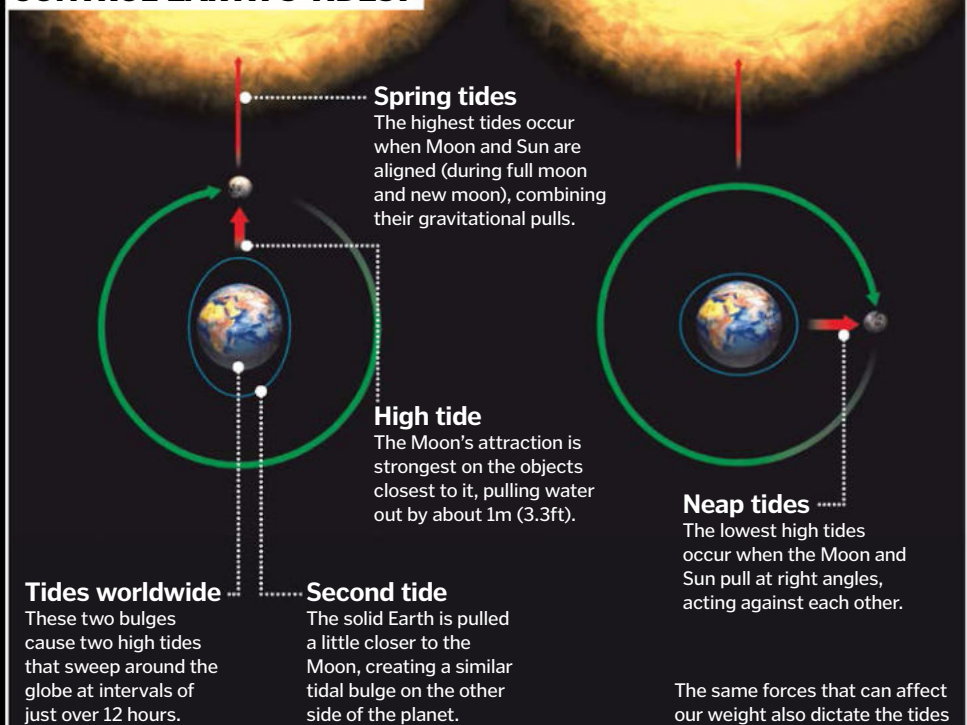 CONTROL EARTH'S TIDES?
Spring tides
The highest tides occur
when Moon and Sun are
aligned (during full moon
and new moon), combining
their gravitational pulls.
High tide
The Moon's attraction is
strongest on the objects
closest to it, pulling water
out by about 1m (3.3ft).
Neap tides
The lowest high tides
occur when the Moon and
Sun pull at right angles,
acting against each other.
Tides worldwide
These two bulges
cause two high tides
that sweep around the
globe at intervals of
just over 12 hours.
Second tide
The solid Earth is pulled
a little closer to the
Moon, creating a similar
tidal bulge on the other
side of the planet.
The same forces that can affect
our weight also dictate the tides